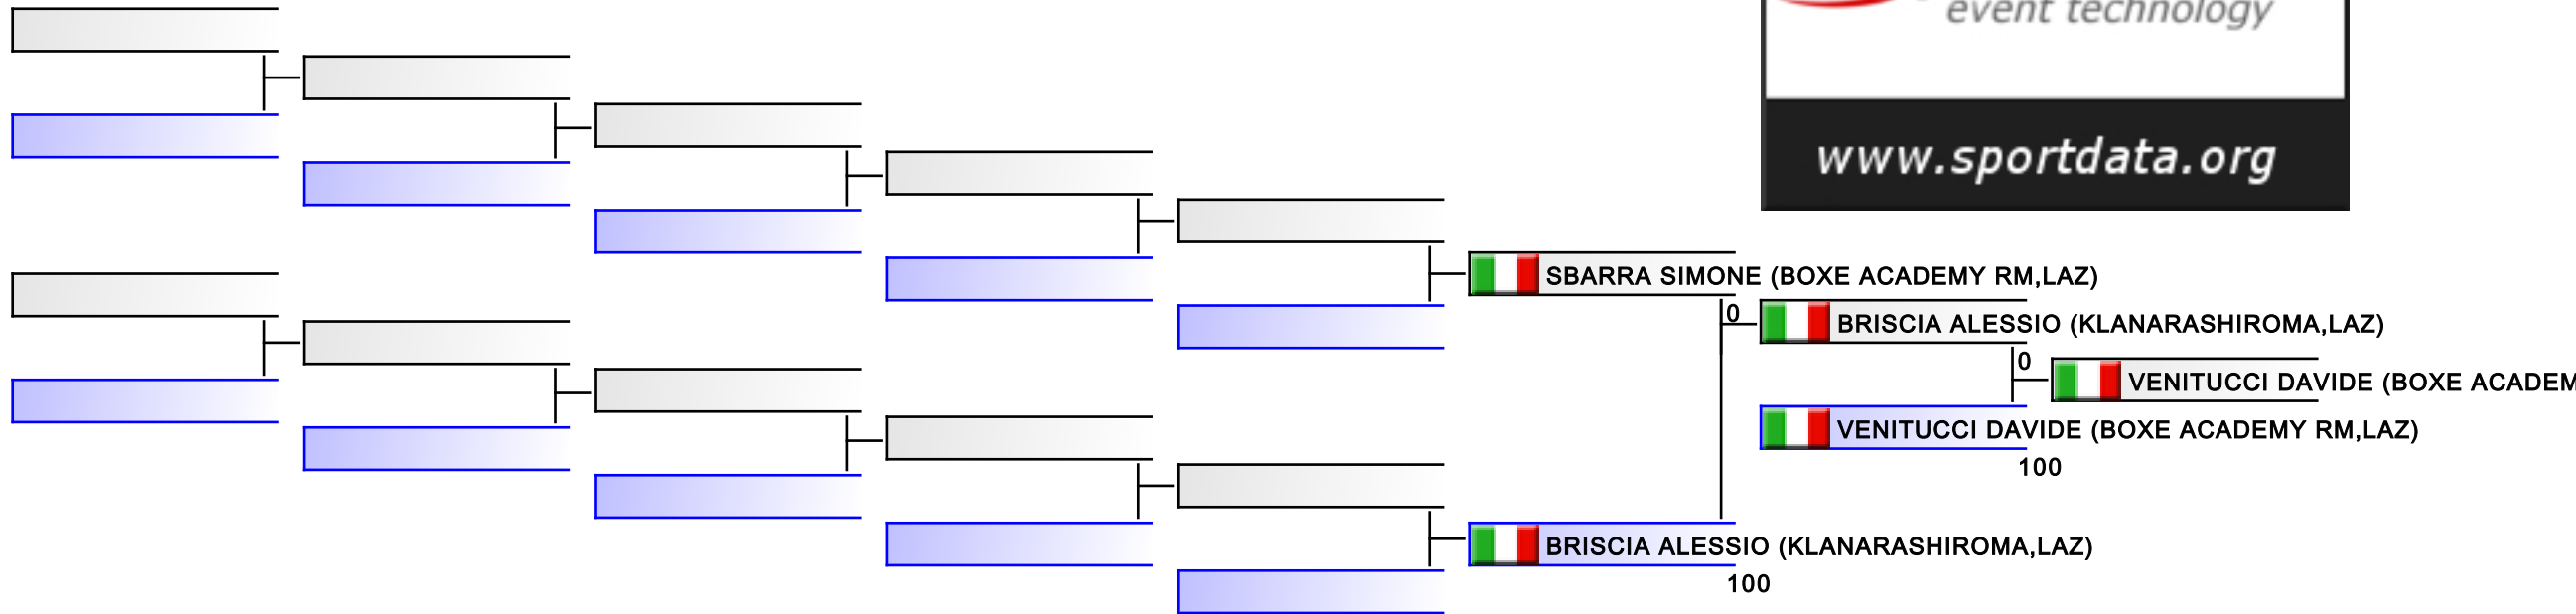 event technology
www.sportdata.org
SBARRA SIMONE (BOXE ACADEMY RM,LAZ)
0
BRISCIA ALESSIO (KLANARASHIROMA,LAZ)
0
VENITUCCI DAVIDE (BOXE ACADEM
VENITUCCI DAVIDE (BOXE ACADEMY RM,LAZ)
100
BRISCIA ALESSIO (KLANARASHIROMA,LAZ)
100